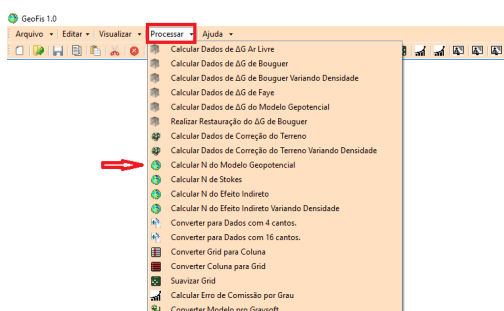 GeoFis 1.0
Arquivo Editar Visualizar Processar Ajuda
Calcular Dados de ΔG Ar Livre
Calcular Dados de ΔG de Bouguer
Calcular Dados de ΔG de Bouguer Variando Densidade
Calcular Dados de ΔG de Faye
Calcular Dados de ΔG do Modelo Gepotencial
Realizar Restauração do ΔG de Bouguer
Calcular Dados de Correção do Terreno
Calcular Dados de Correção do Terreno Variando Densidade
Calcular N do Modelo Geopotencial
Calcular N de Stokes
Calcular N do Efeito Indireto
Calcular N do Efeito Indireto Variando Densidade
Converter para Dados com 4 cantos.
Converter para Dados com 16 cantos.
Converter Grid para Coluna
Converter Coluna para Grid
Suavizar Grid
Calcular Erro de Comissão por Grau
Converter Modelo pro Gravsoft